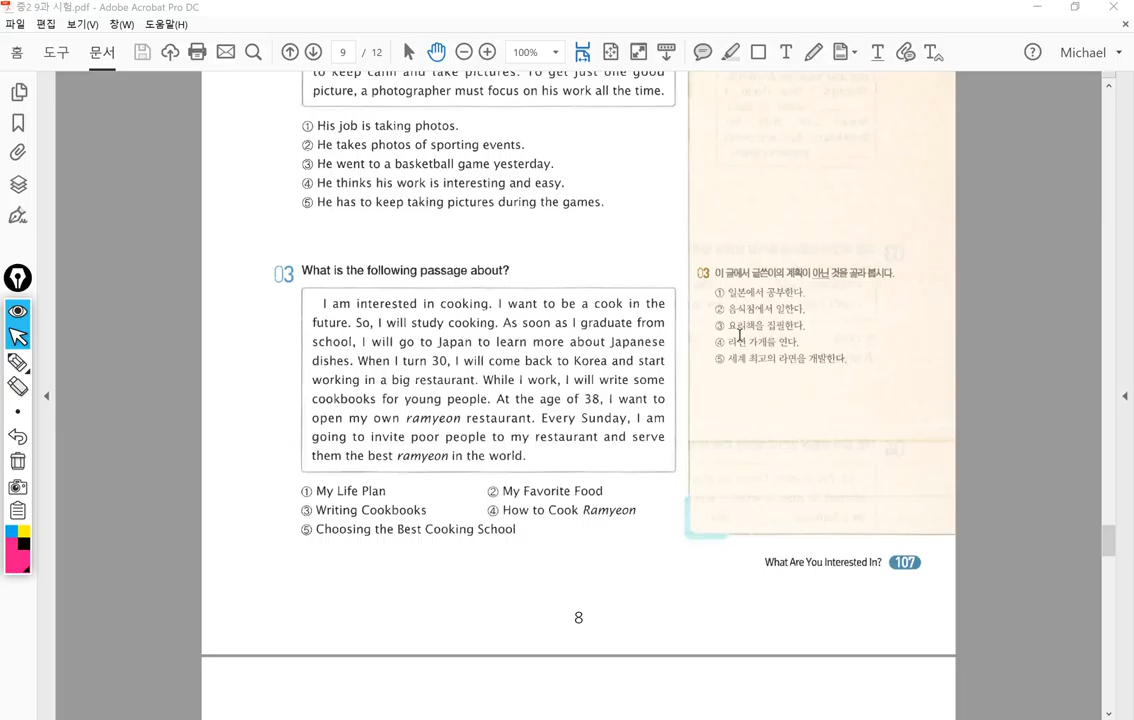 중2 9과 시험.pdf - Adobe Acrobat Pro DC
파일 편집 보기(V) 창(W) 도움말(H)
홈 도구 문서 9 / 12 100% Michael
to keep calm and take pictures. To get just one good
picture, a photographer must focus on his work all the time.
① His job is taking photos.
② He takes photos of sporting events.
③ He went to a basketball game yesterday.
④ He thinks his work is interesting and easy.
⑤ He has to keep taking pictures during the games.
03 What is the following passage about?
I am interested in cooking. I want to be a cook in the
future. So, I will study cooking. As soon as I graduate from
school, I will go to Japan to learn more about Japanese
dishes. When I turn 30, I will come back to Korea and start
working in a big restaurant. While I work, I will write some
cookbooks for young people. At the age of 38, I want to
open my own ramyeon restaurant. Every Sunday, I am
going to invite poor people to my restaurant and serve
them the best ramyeon in the world.
① My Life Plan ② My Favorite Food
③ Writing Cookbooks ④ How to Cook Ramyeon
⑤ Choosing the Best Cooking School
03 이 글에서 글쓴이의 계획이 아닌 것을 골라 봅시다.
① 일본에서 공부한다.
② 음식점에서 일한다.
③ 요리책을 집필한다.
④ 라면 가게를 연다.
⑤ 세계 최고의 라면을 개발한다.
What Are You Interested In? 107
8